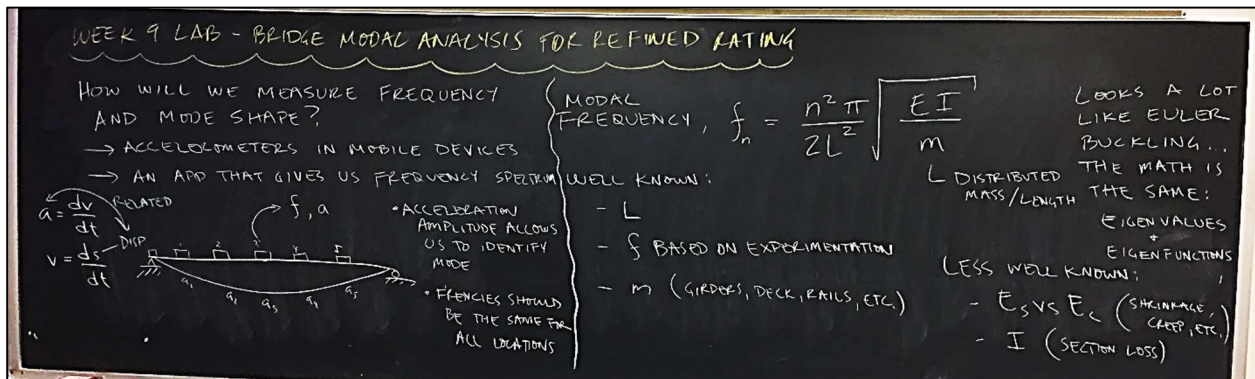 WEEK 9 LAB - BRIDGE MODAL ANALYSIS FOR REFINED RATING
HOW WILL WE MEASURE FREQUENCY
AND MODE SHAPE?
→ ACCELOROMETERS IN MOBILE DEVICES
→ AN APP THAT GIVES US FREQUENCY SPECTRUM
a = dv/dt
RELATED
v = ds/dt
DISP
f, a
1 2 3 4 5
a₁ a₂ a₃ a₄ a₅
• ACCELERATION
AMPLITUDE ALLOWS
US TO IDENTIFY
MODE
• FRENCIES SHOULD
BE THE SAME FOR
ALL LOCATIONS
MODAL
FREQUENCY, fₙ = n²π/2L² √(EI/m)
DISTRIBUTED
MASS/LENGTH
WELL KNOWN:
- L
- f BASED ON EXPERIMENTATION
- m (GIRDERS, DECK, RAILS, ETC.)
LOOKS A LOT
LIKE EULER
BUCKLING...
THE MATH IS
THE SAME:
EIGENVALUES
+
EIGENFUNCTIONS
LESS WELL KNOWN:
- Eₛ VS E꜀ (SHRINKAGE,
CREEP, ETC.)
- I (SECTION LOSS)